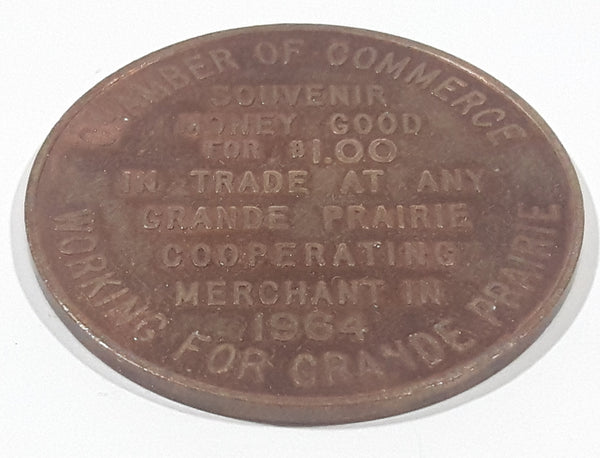 CHAMBER OF COMMERCE
SOUVENIR
MONEY GOOD
FOR $1.00
IN TRADE AT ANY
GRANDE PRAIRIE
COOPERATING
MERCHANT IN
1964
WORKING FOR GRANDE PRAIRIE